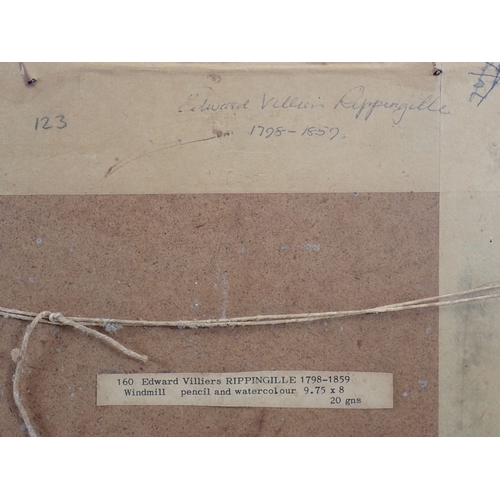 Edward Villiers Rippingille
123
1798-1859.
160 Edward Villiers RIPPINGILLE 1798-1859
Windmill pencil and watercolour 9.75 x 8
20 gns